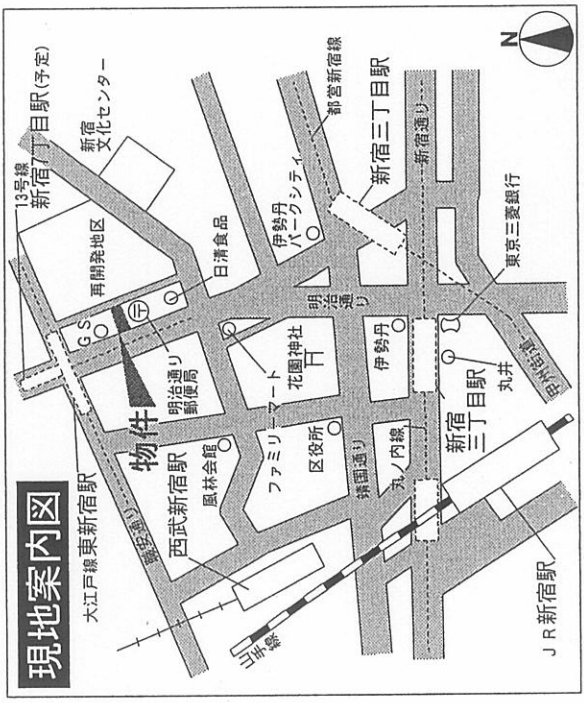 現地案内図
13号線
新宿7丁目駅(予定)
大江戸線東新宿駅
職安通り
再開発地区
新宿
文化センター
GS
〒
日清食品
明治通り
郵便局
物件
西武新宿駅
風林会館
ファミリーマート
花園神社
区役所
伊勢丹
パークシティ
都営新宿線
新宿三丁目駅
明治通り
新宿通り
靖国通り
伊勢丹
丸ノ内線
新宿
三丁目駅
丸井
東京三菱銀行
甲州街道
山手線
JR新宿駅
N